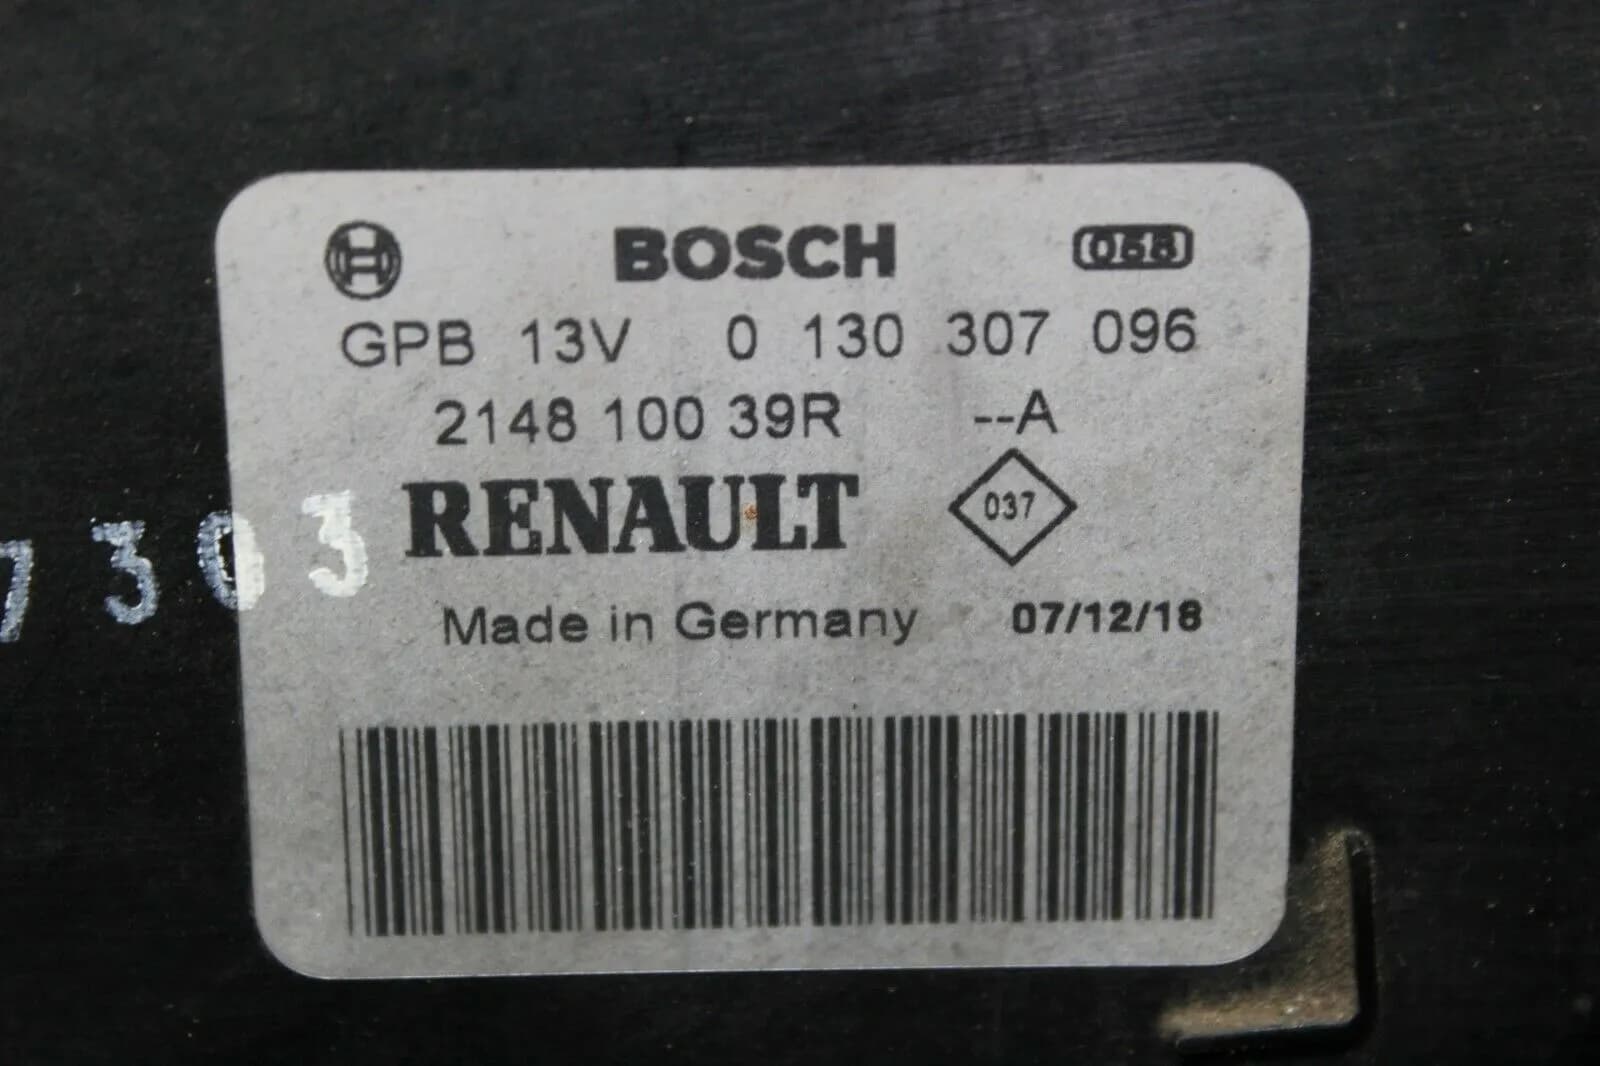 BOSCH
GPB 13V 0 130 307 096
2148 100 39R --A
RENAULT 037
7303
Made in Germany 07/12/18